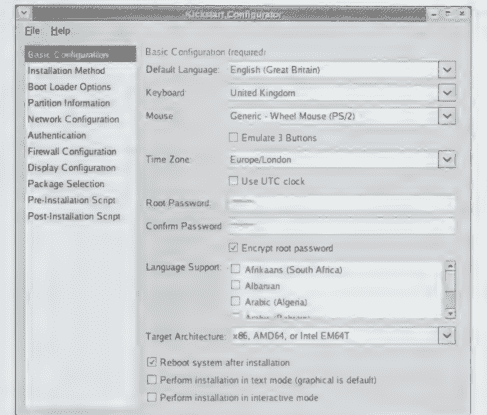 Kickstart Configurator
File Help
Basic Configuration
Installation Method
Boot Loader Options
Partition Information
Network Configuration
Authentication
Firewall Configuration
Display Configuration
Package Selection
Pre-Installation Script
Post-Installation Script
Basic Configuration (required)
Default Language: English (Great Britain)
Keyboard United Kingdom
Mouse Generic - Wheel Mouse (PS/2)
Emulate 3 Buttons
Time Zone: Europe/London
Use UTC clock
Root Password:
Confirm Password
Encrypt root password
Language Support: Afrikaans (South Africa)
Albanian
Arabic (Algeria)
Target Architecture: x86, AMD64, or Intel EM64T
Reboot system after installation
Perform installation in text mode (graphical is default)
Perform installation in interactive mode